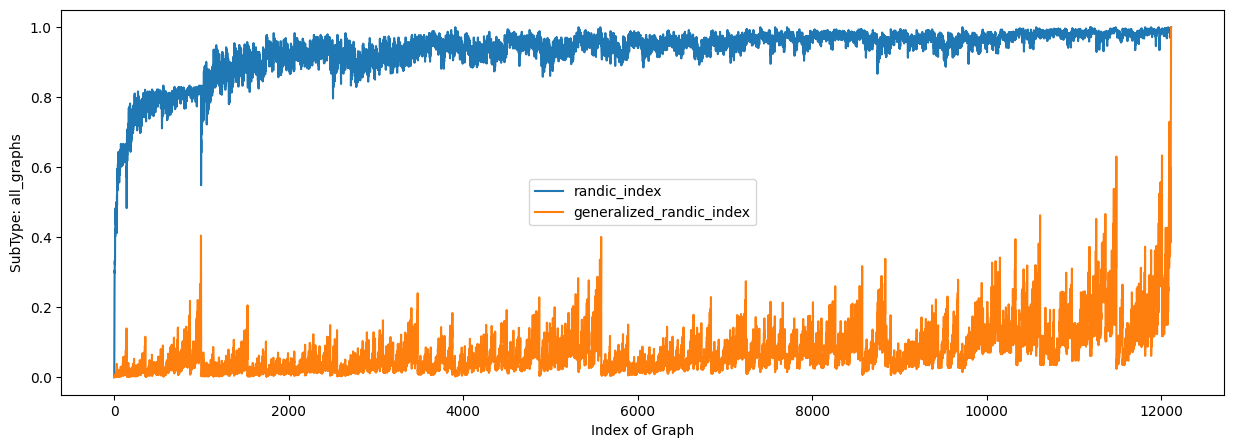 1.0
0.8
0.6
0.4
0.2
0.0
SubType: all_graphs
randic_index
generalized_randic_index
0 2000 4000 6000 8000 10000 12000
Index of Graph